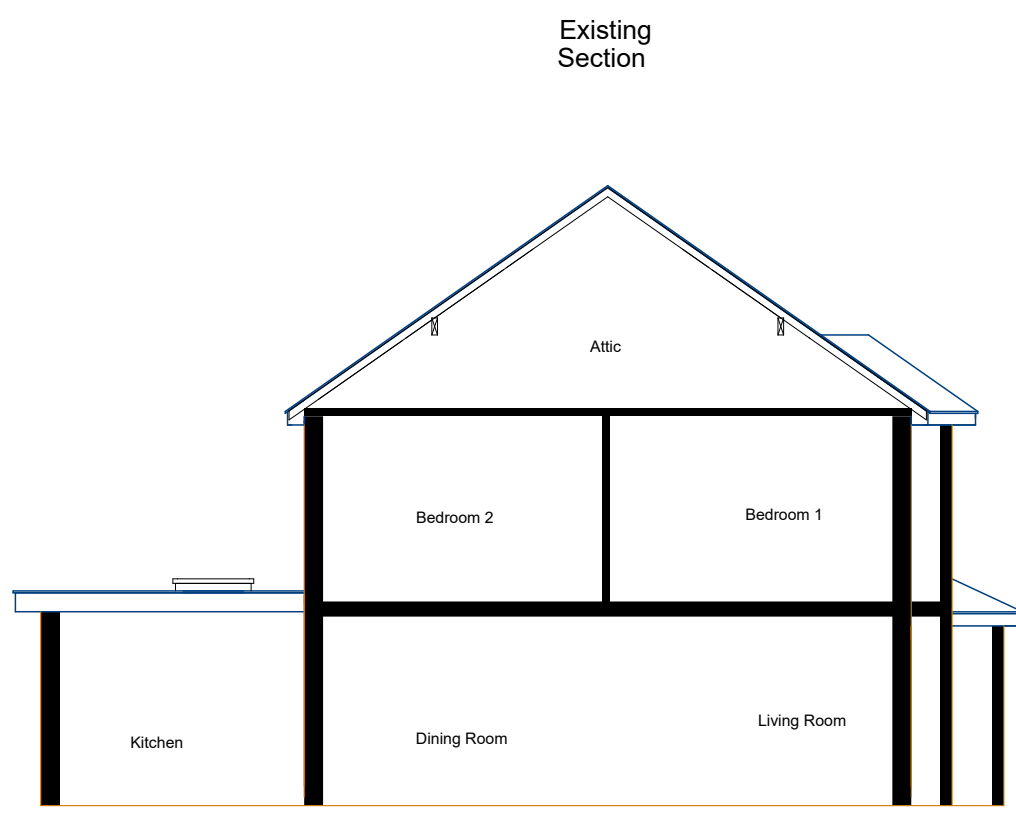 Existing
Section
Attic
Bedroom 2
Bedroom 1
Kitchen
Dining Room
Living Room